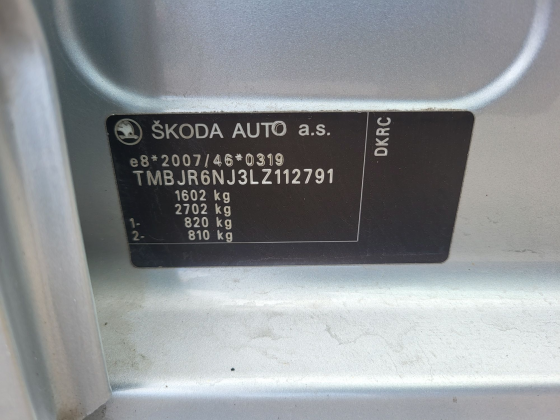 ŠKODA AUTO a.s.
e8*2007/46*0319
TMBJR6NJ3LZ112791
1602 kg
2702 kg
1- 820 kg
2- 810 kg
DKRC